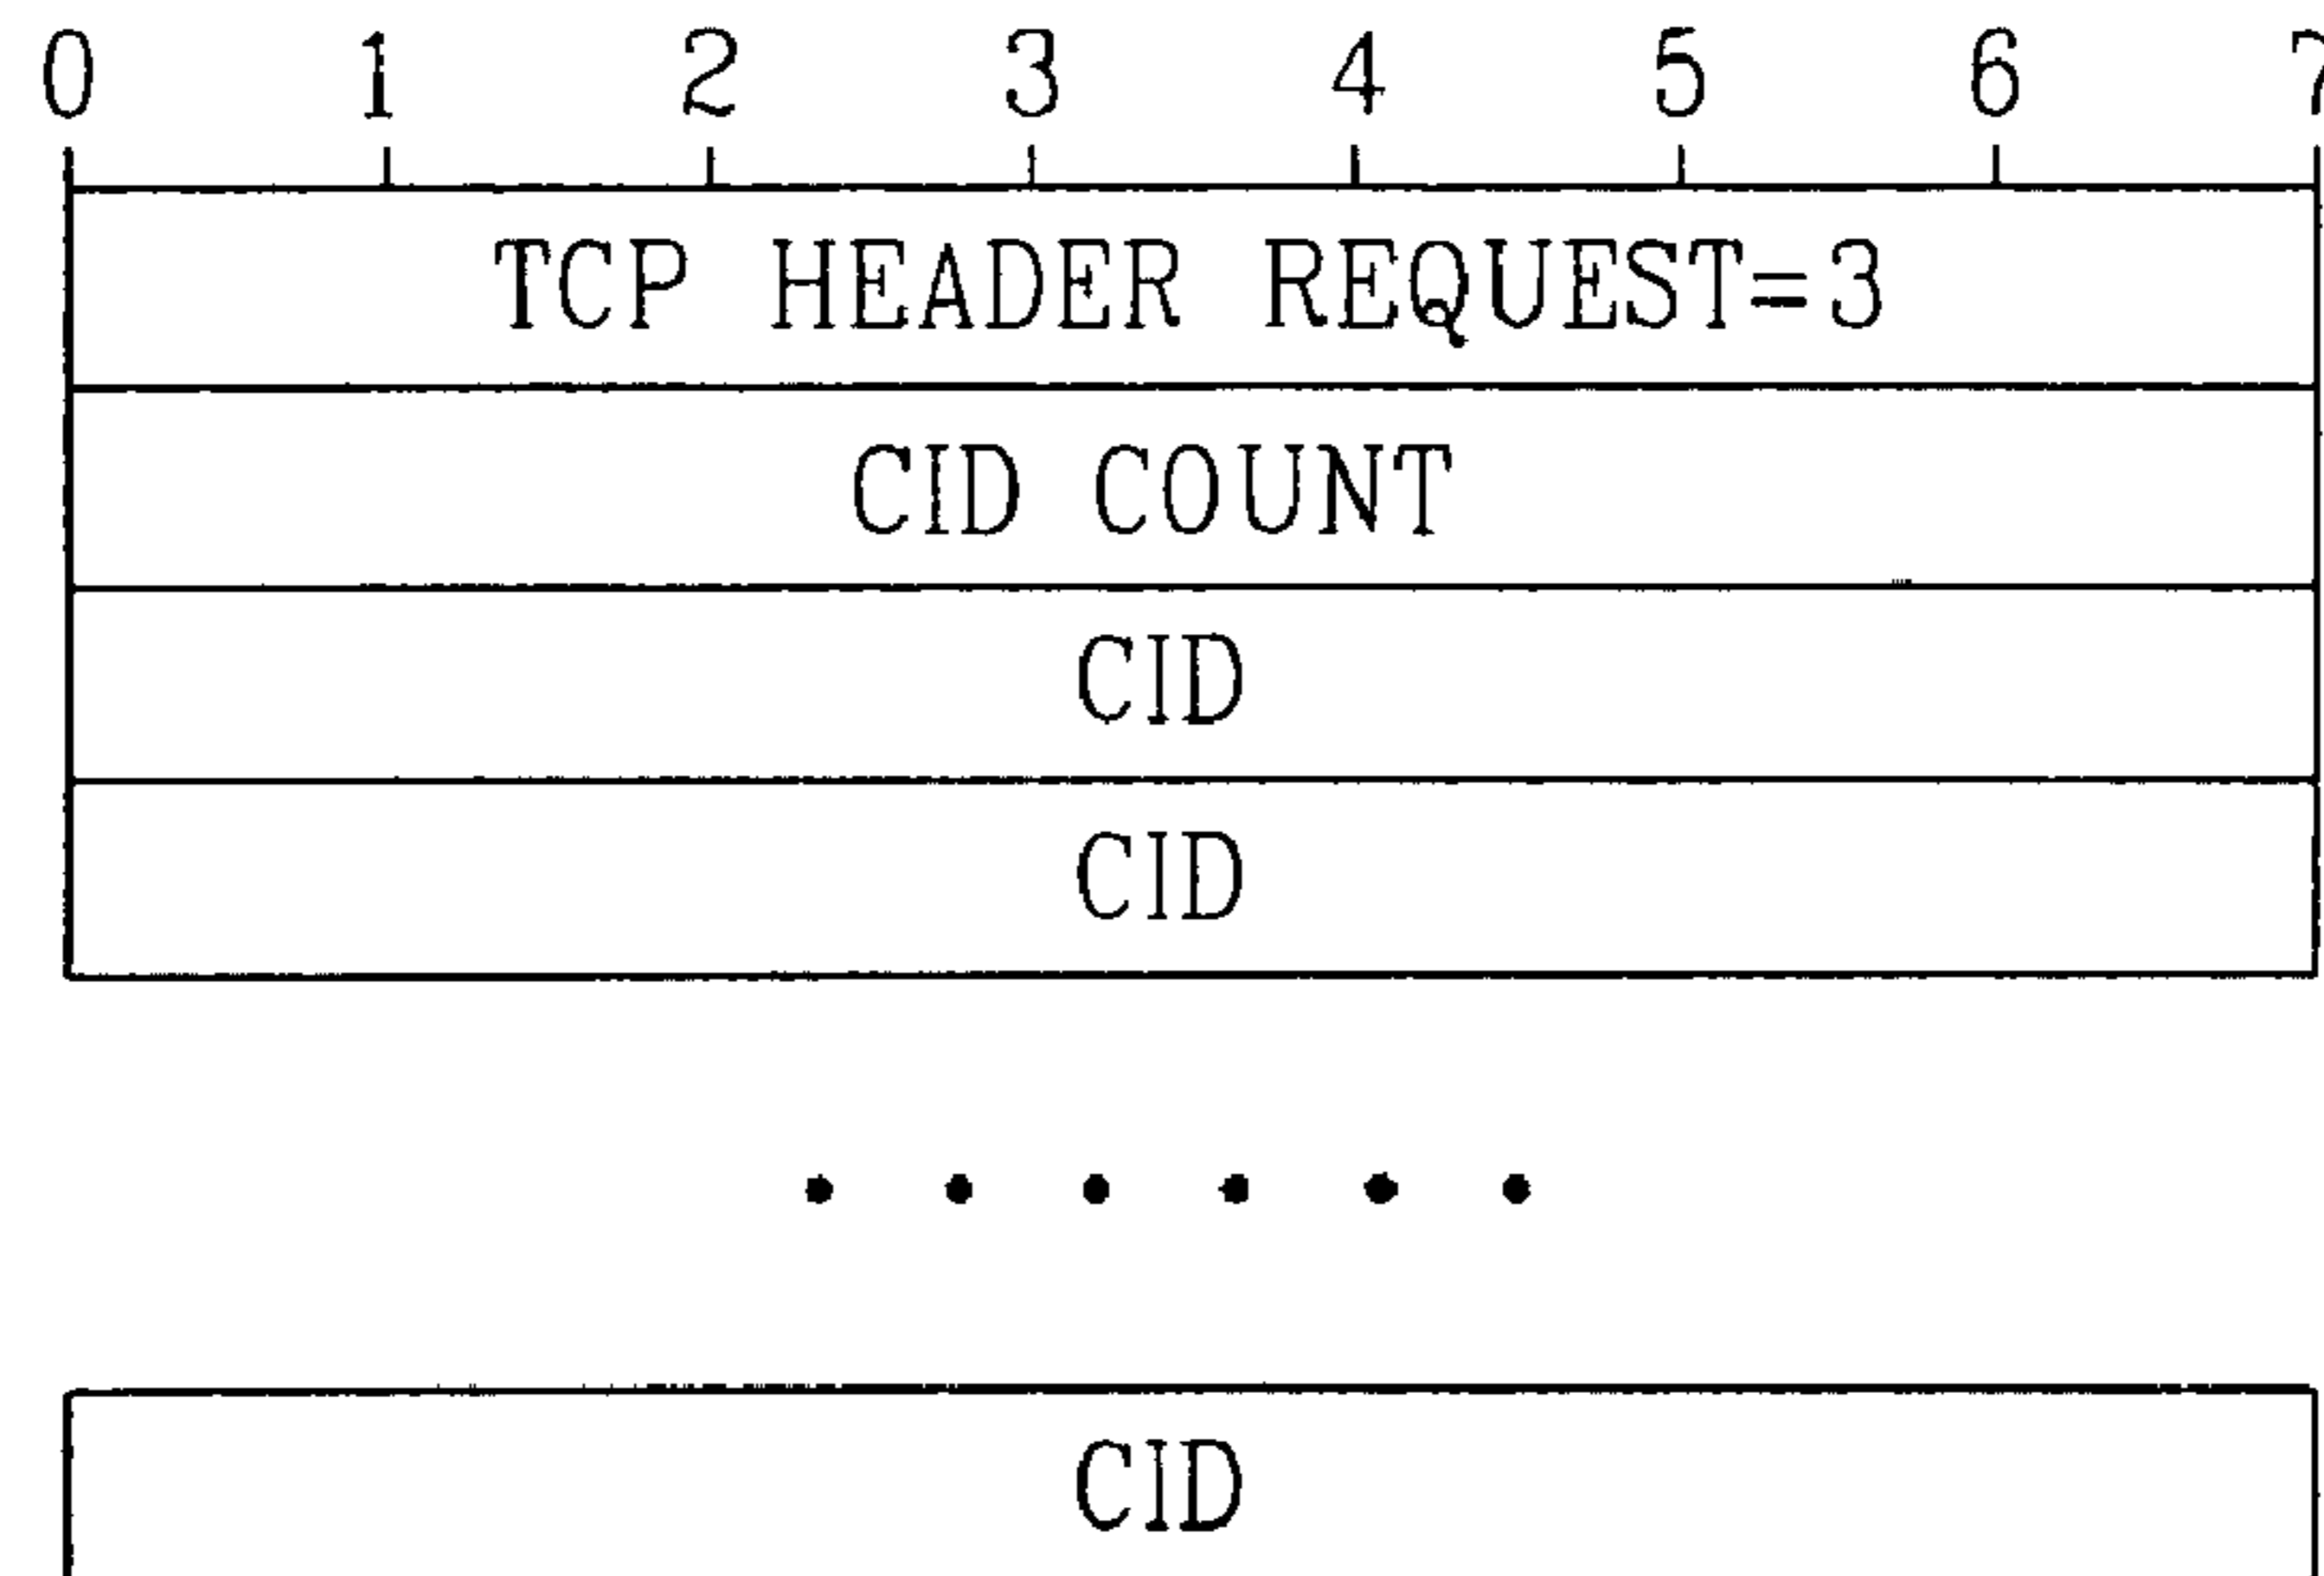 0 1 2 3 4 5 6 7
TCP HEADER REQUEST=3
CID COUNT
CID
CID
......
CID